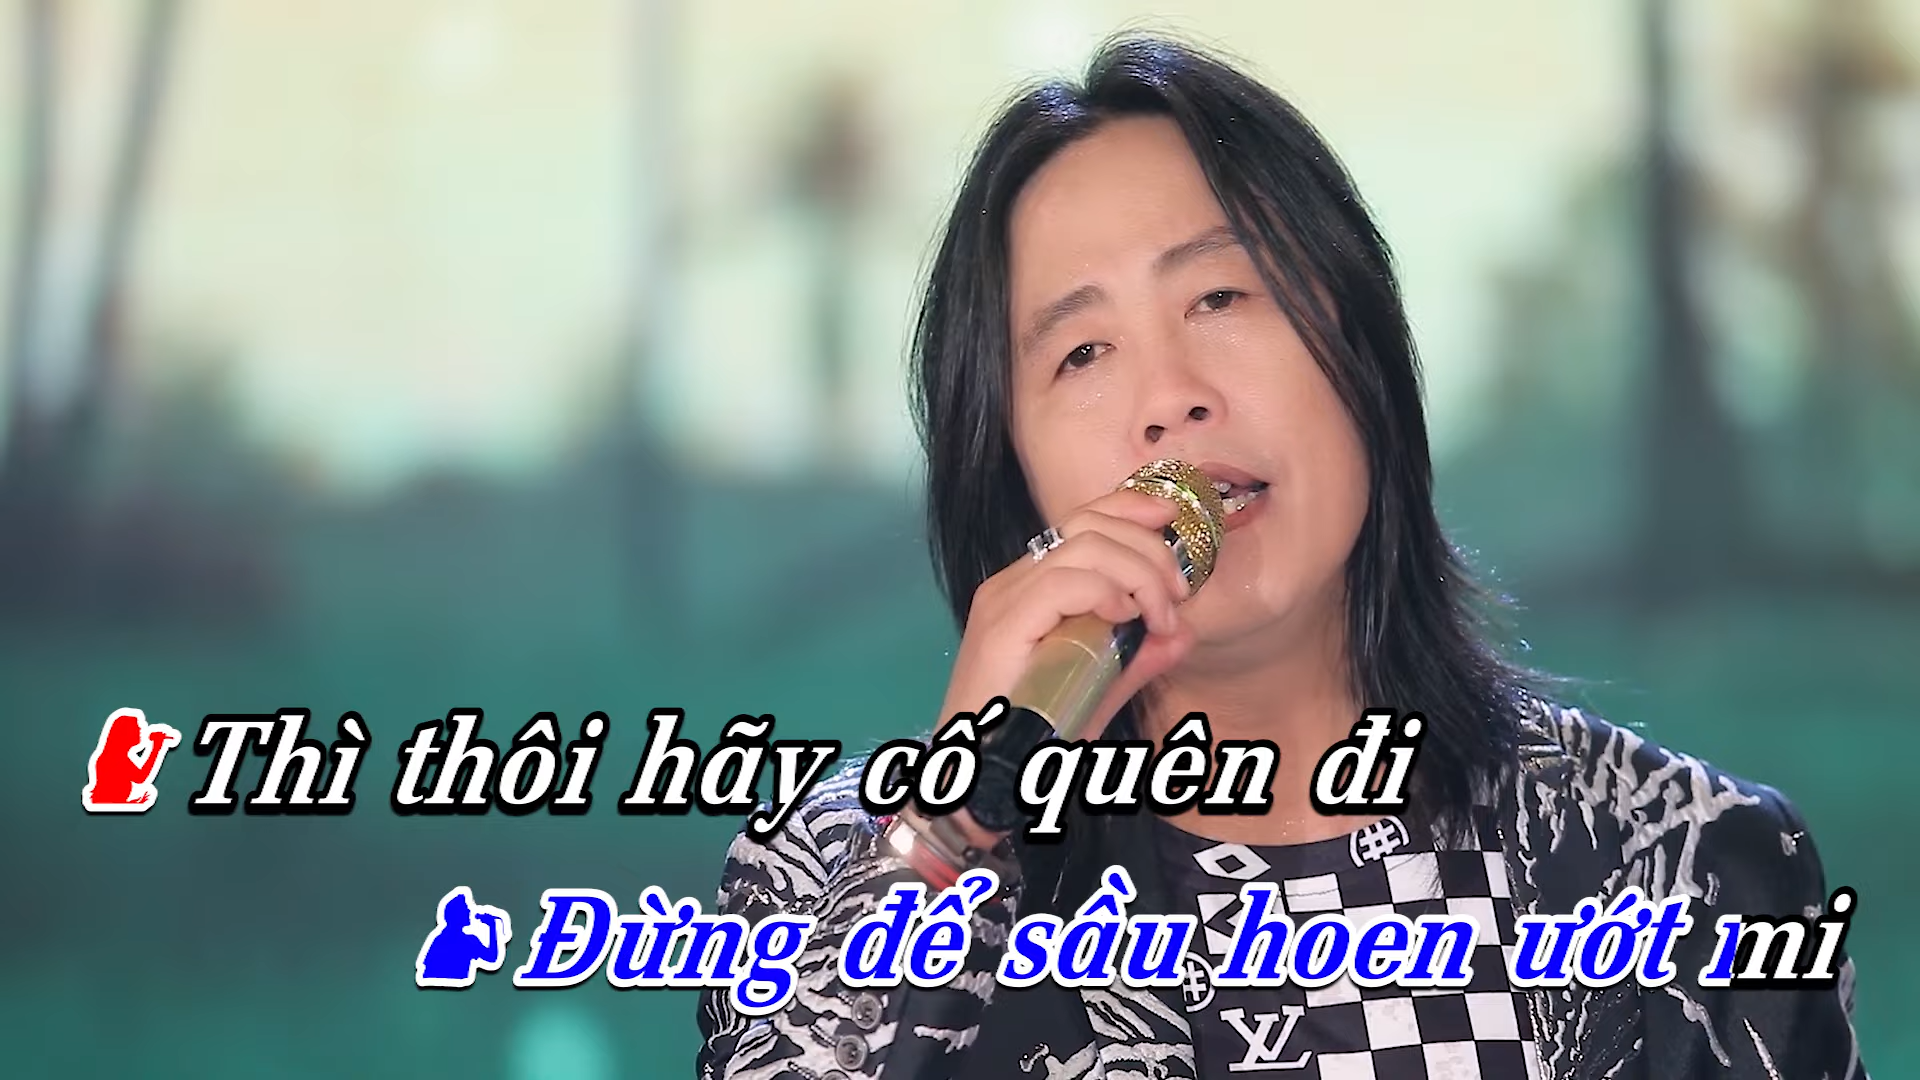 Thì thôi hãy cố quên đi
Đừng để sầu hoen ướt mi